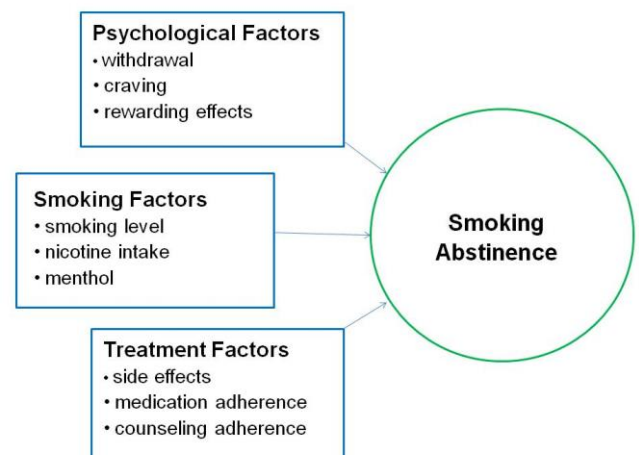 Psychological Factors
• withdrawal
• craving
• rewarding effects
Smoking Factors
• smoking level
• nicotine intake
• menthol
Treatment Factors
• side effects
• medication adherence
• counseling adherence
Smoking
Abstinence